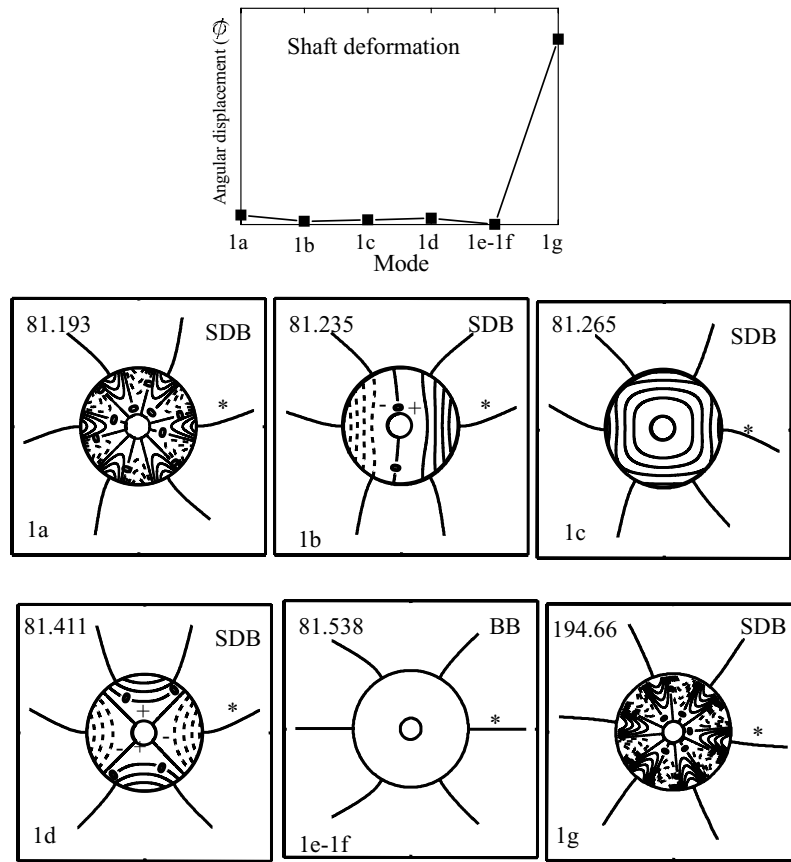 Angular displacement (ϕ)
Shaft deformation
1a 1b 1c 1d 1e-1f 1g
Mode
81.193 SDB
*
1a
81.235 SDB
- + *
1b
81.265 SDB
*
1c
81.411 SDB
+ *
- + -
1d
81.538 BB
*
1e-1f
194.66 SDB
*
1g